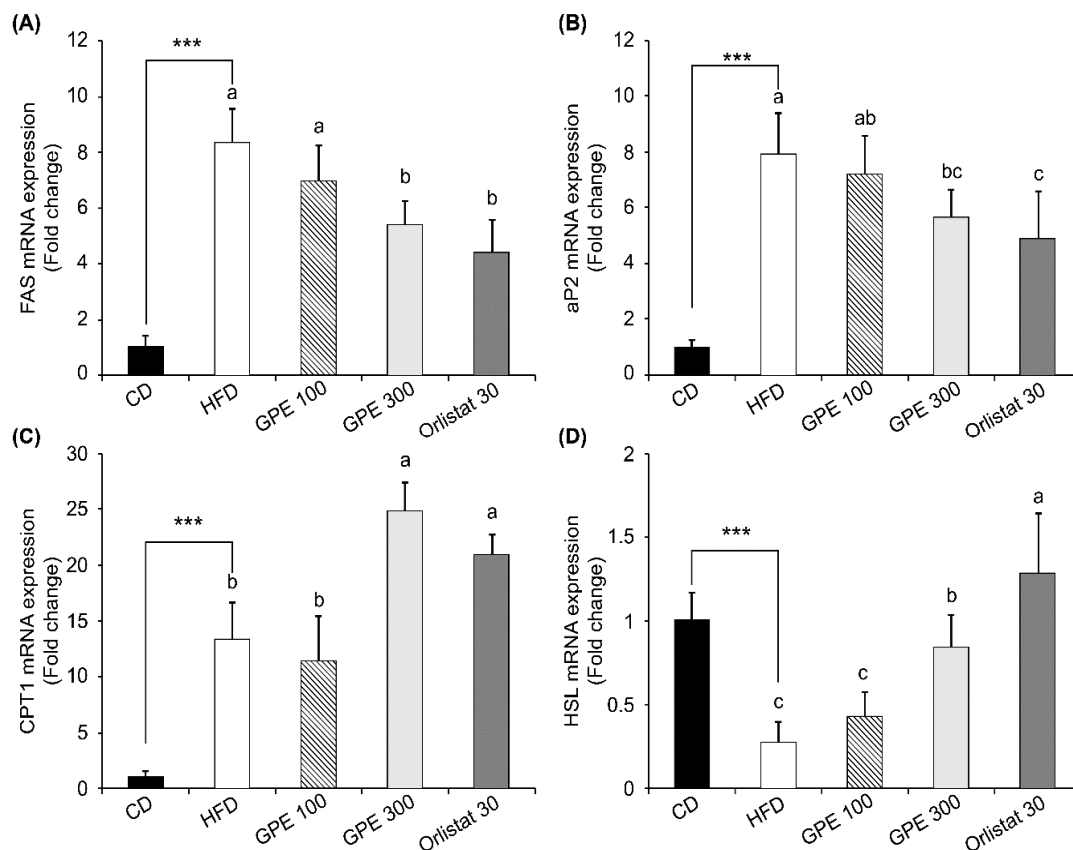 (A)
FAS mRNA expression
(Fold change)
12
10
8
6
4
2
0
***
a
a
b
b
CD
HFD
GPE 100
GPE 300
Orlistat 30
(B)
aP2 mRNA expression
(Fold change)
12
10
8
6
4
2
0
***
a
ab
bc
c
CD
HFD
GPE 100
GPE 300
Orlistat 30
(C)
CPT1 mRNA expression
(Fold change)
30
25
20
15
10
5
0
***
b
b
a
a
CD
HFD
GPE 100
GPE 300
Orlistat 30
(D)
HSL mRNA expression
(Fold change)
2
1.5
1
0.5
0
***
c
c
b
a
CD
HFD
GPE 100
GPE 300
Orlistat 30